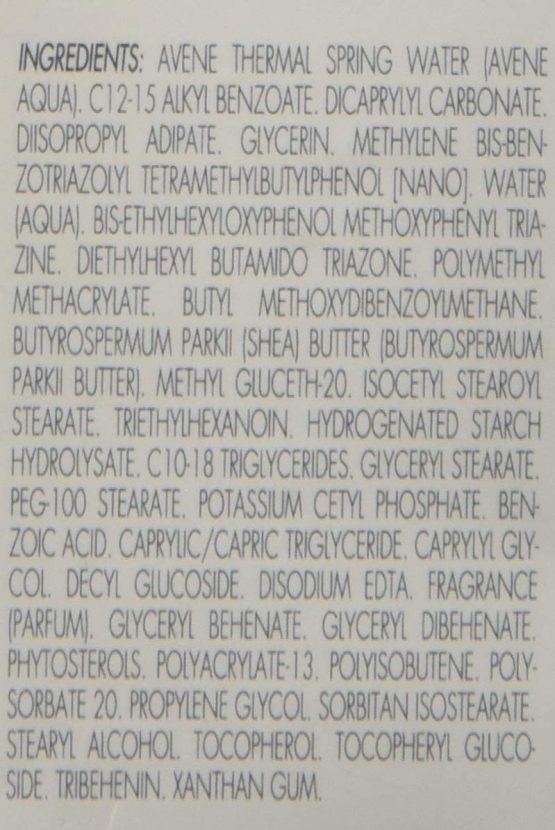 INGREDIENTS: AVENE THERMAL SPRING WATER (AVENE
AQUA). C12-15 ALKYL BENZOATE. DICAPRYLYL CARBONATE.
DIISOPROPYL ADIPATE. GLYCERIN. METHYLENE BIS-BEN-
ZOTRIAZOLYL TETRAMETHYLBUTYLPHENOL [NANO]. WATER
(AQUA). BIS-ETHYLHEXYLOXYPHENOL METHOXYPHENYL TRIA-
ZINE. DIETHYLHEXYL BUTAMIDO TRIAZONE. POLYMETHYL
METHACRYLATE. BUTYL METHOXYDIBENZOYLMETHANE.
BUTYROSPERMUM PARKII (SHEA) BUTTER (BUTYROSPERMUM
PARKII BUTTER). METHYL GLUCETH-20. ISOCETYL STEAROYL
STEARATE. TRIETHYLHEXANOIN. HYDROGENATED STARCH
HYDROLYSATE. C10-18 TRIGLYCERIDES. GLYCERYL STEARATE.
PEG-100 STEARATE. POTASSIUM CETYL PHOSPHATE. BEN-
ZOIC ACID. CAPRYLIC/CAPRIC TRIGLYCERIDE. CAPRYLYL GLY-
COL. DECYL GLUCOSIDE. DISODIUM EDTA. FRAGRANCE
(PARFUM). GLYCERYL BEHENATE. GLYCERYL DIBEHENATE.
PHYTOSTEROLS. POLYACRYLATE-13. POLYISOBUTENE. POLY-
SORBATE 20. PROPYLENE GLYCOL. SORBITAN ISOSTEARATE.
STEARYL ALCOHOL. TOCOPHEROL. TOCOPHERYL GLUCO-
SIDE. TRIBEHENIN. XANTHAN GUM.